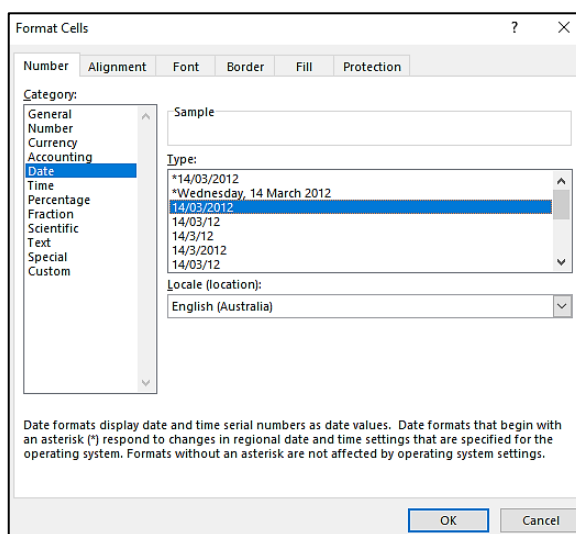 Format Cells ? ×
Number Alignment Font Border Fill Protection
Category:
General
Number
Currency
Accounting
Date
Time
Percentage
Fraction
Scientific
Text
Special
Custom
Sample
Type:
*14/03/2012
*Wednesday, 14 March 2012
14/03/2012
14/03/12
14/3/12
14/3/2012
14/03/12
Locale (location):
English (Australia)
Date formats display date and time serial numbers as date values. Date formats that begin with
an asterisk (*) respond to changes in regional date and time settings that are specified for the
operating system. Formats without an asterisk are not affected by operating system settings.
OK Cancel